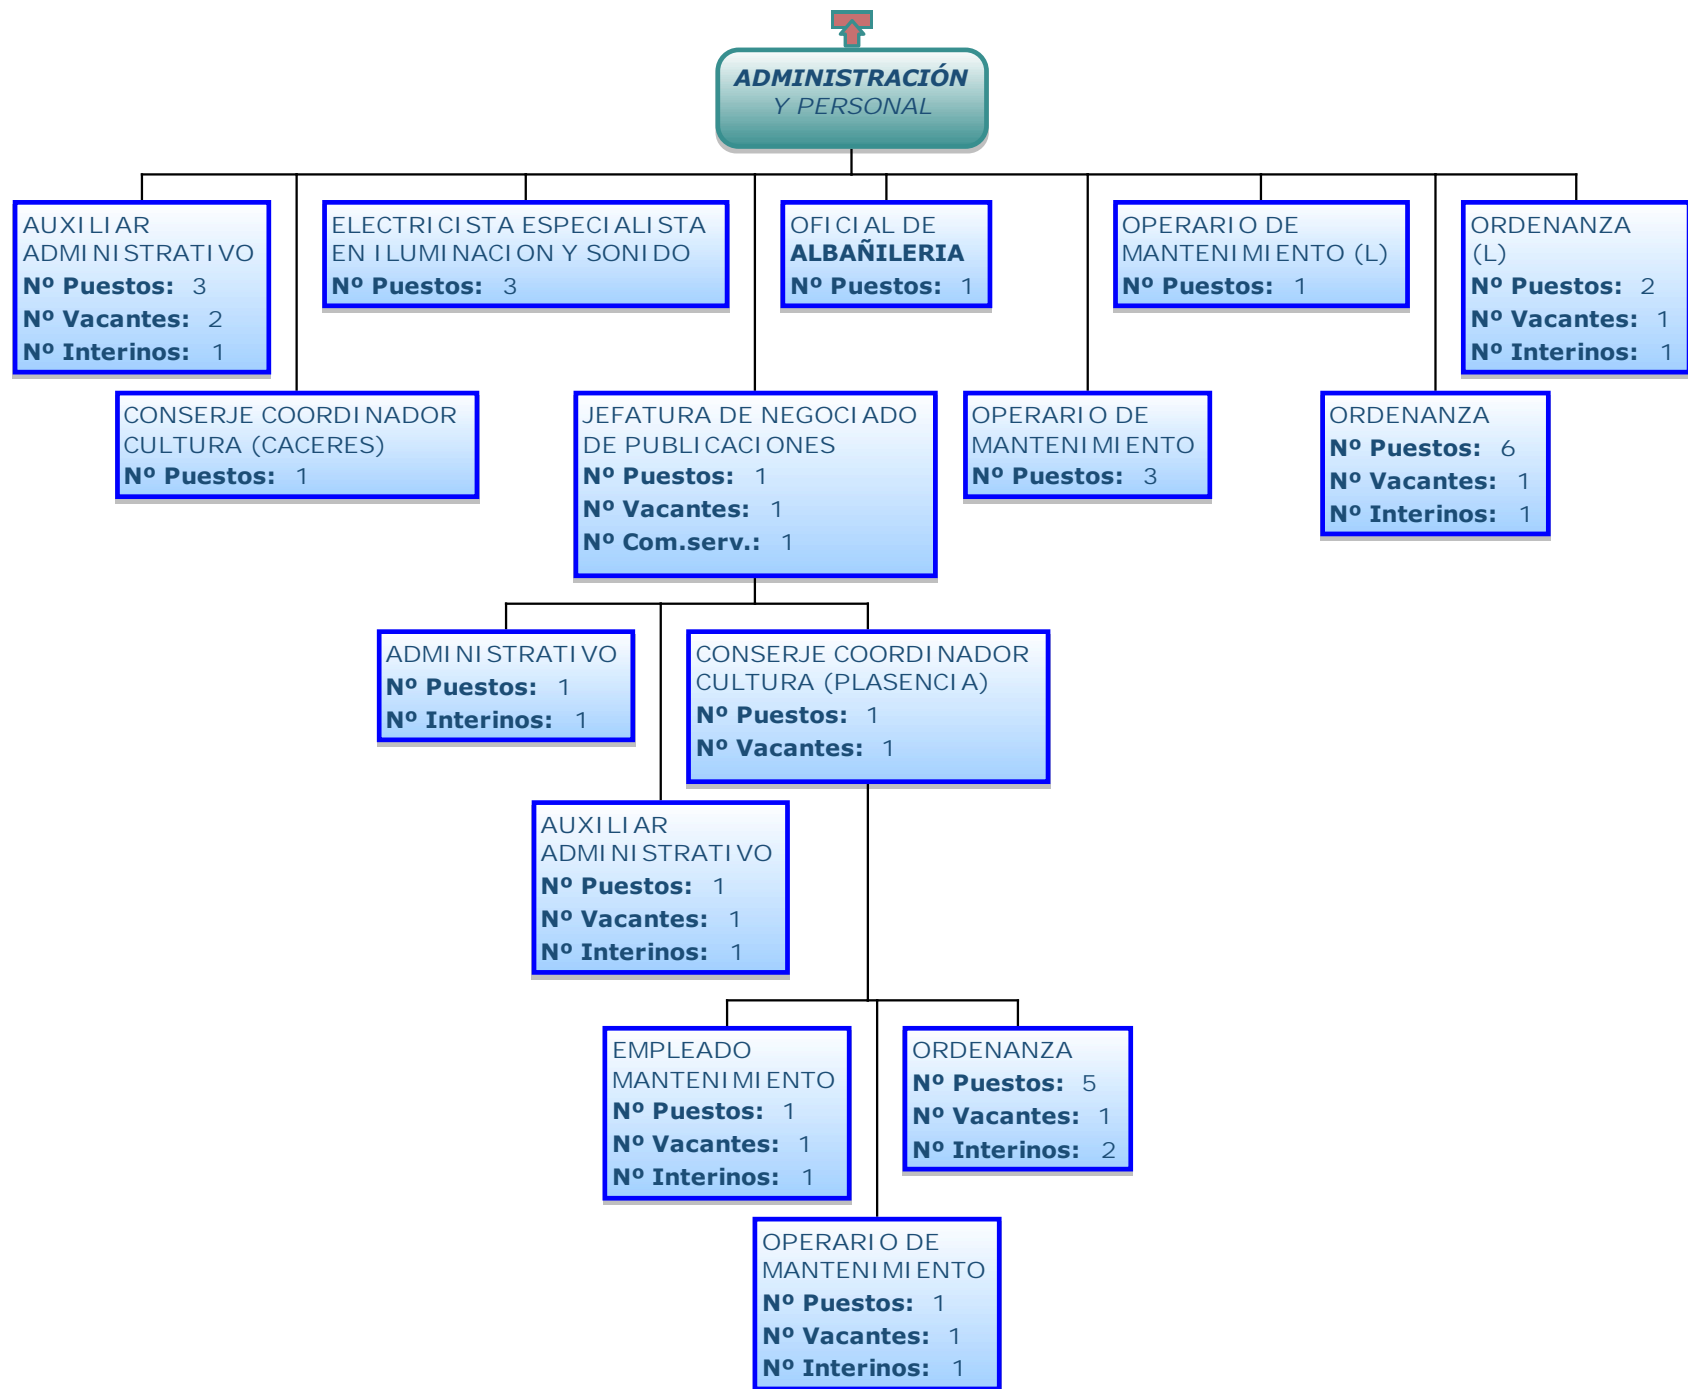 ADMINISTRACIÓN
Y PERSONAL
AUXILIAR
ADMINISTRATIVO
Nº Puestos: 3
Nº Vacantes: 2
Nº Interinos: 1
ELECTRICISTA ESPECIALISTA
EN ILUMINACION Y SONIDO
Nº Puestos: 3
OFICIAL DE
ALBAÑILERIA
Nº Puestos: 1
OPERARIO DE
MANTENIMIENTO (L)
Nº Puestos: 1
ORDENANZA
(L)
Nº Puestos: 2
Nº Vacantes: 1
Nº Interinos: 1
CONSERJE COORDINADOR
CULTURA (CACERES)
Nº Puestos: 1
JEFATURA DE NEGOCIADO
DE PUBLICACIONES
Nº Puestos: 1
Nº Vacantes: 1
Nº Com.serv.: 1
OPERARIO DE
MANTENIMIENTO
Nº Puestos: 3
ORDENANZA
Nº Puestos: 6
Nº Vacantes: 1
Nº Interinos: 1
ADMINISTRATIVO
Nº Puestos: 1
Nº Interinos: 1
CONSERJE COORDINADOR
CULTURA (PLASENCIA)
Nº Puestos: 1
Nº Vacantes: 1
AUXILIAR
ADMINISTRATIVO
Nº Puestos: 1
Nº Vacantes: 1
Nº Interinos: 1
EMPLEADO
MANTENIMIENTO
Nº Puestos: 1
Nº Vacantes: 1
Nº Interinos: 1
ORDENANZA
Nº Puestos: 5
Nº Vacantes: 1
Nº Interinos: 2
OPERARIO DE
MANTENIMIENTO
Nº Puestos: 1
Nº Vacantes: 1
Nº Interinos: 1